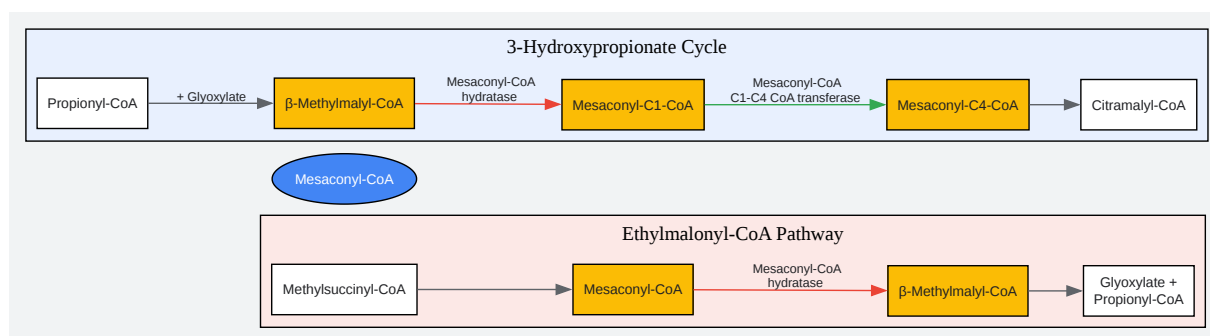 3-Hydroxypropionate Cycle
Propionyl-CoA
+ Glyoxylate
β-Methylmalyl-CoA
Mesaconyl-CoA
hydratase
Mesaconyl-C1-CoA
Mesaconyl-CoA
C1-C4 CoA transferase
Mesaconyl-C4-CoA
Citramalyl-CoA
Mesaconyl-CoA
Ethylmalonyl-CoA Pathway
Methylsuccinyl-CoA
Mesaconyl-CoA
Mesaconyl-CoA
hydratase
β-Methylmalyl-CoA
Glyoxylate +
Propionyl-CoA